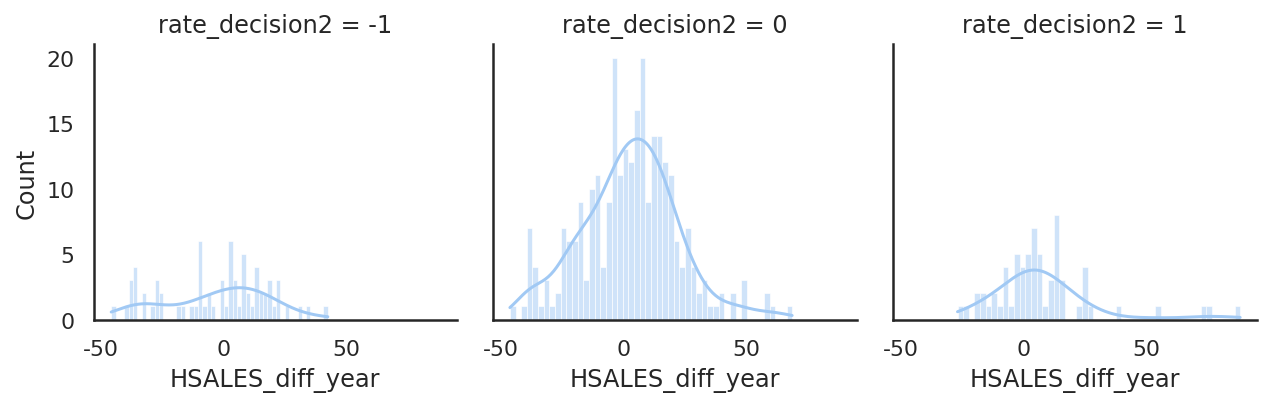 rate_decision2 = -1
rate_decision2 = 0
rate_decision2 = 1
Count
20
15
10
5
0
-50 0 50
-50 0 50
-50 0 50
HSALES_diff_year
HSALES_diff_year
HSALES_diff_year